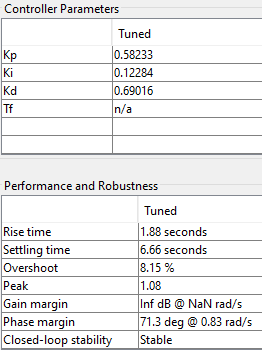 Controller Parameters
Tuned
Kp 0.58233
Ki 0.12284
Kd 0.69016
Tf n/a
Performance and Robustness
Tuned
Rise time 1.88 seconds
Settling time 6.66 seconds
Overshoot 8.15 %
Peak 1.08
Gain margin Inf dB @ NaN rad/s
Phase margin 71.3 deg @ 0.83 rad/s
Closed-loop stability Stable